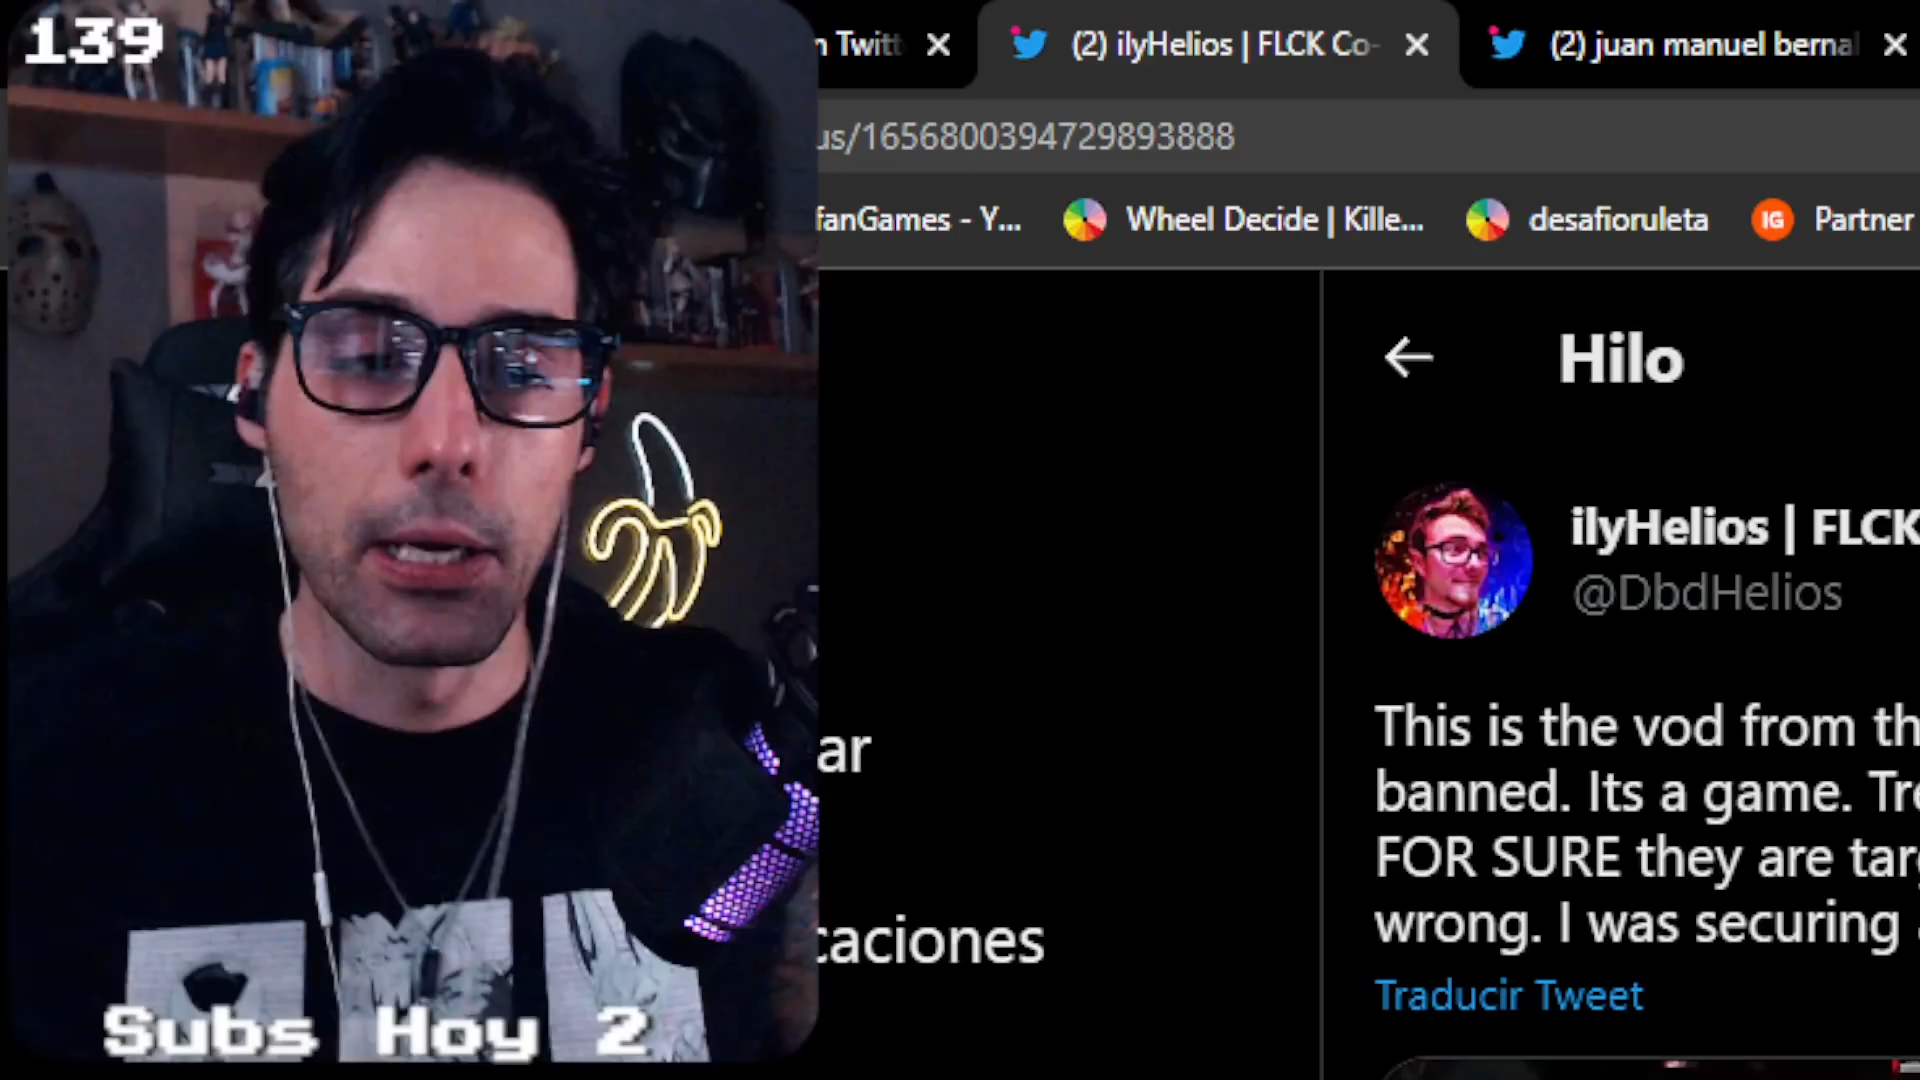 139
n Twitt
(2) ilyHelios | FLCK Co-
(2) juan manuel bernal
us/1656800394729893888
fanGames - Y...
Wheel Decide | Kille...
desafioruleta
IG
Partner
Hilo
ilyHelios | FLCK
@DbdHelios
This is the vod from th
banned. Its a game. Tre
FOR SURE they are targ
wrong. I was securing a
Traducir Tweet
ar
caciones
Subs Hoy 2